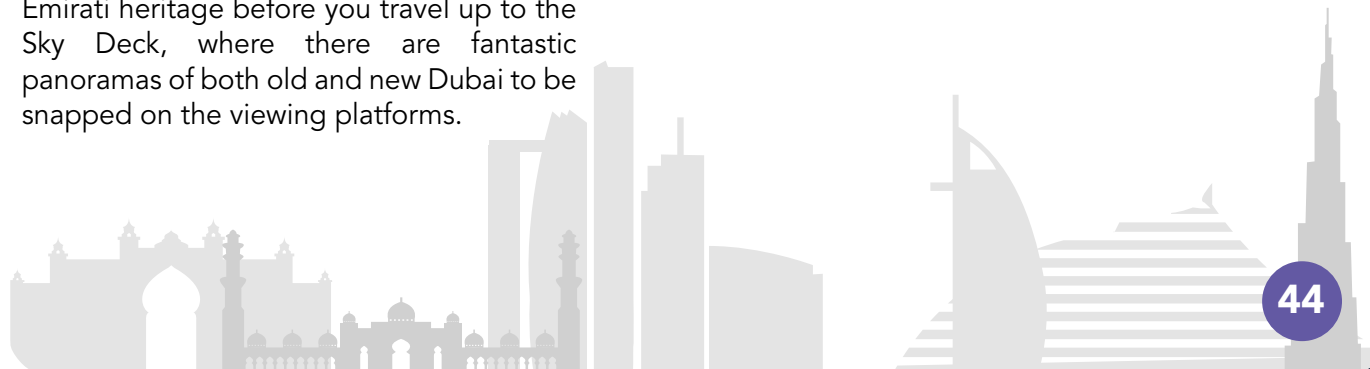 Emirati heritage before you travel up to the
Sky Deck, where there are fantastic
panoramas of both old and new Dubai to be
snapped on the viewing platforms.
44